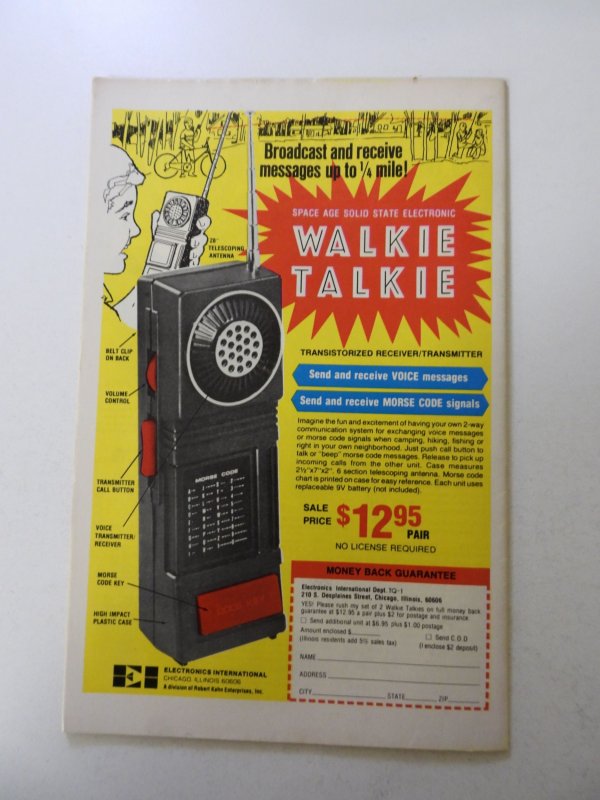 Broadcast and receive
messages up to 1/4 mile!
SPACE AGE SOLID STATE ELECTRONIC
WALKIE
TALKIE
28"
TELESCOPING
ANTENNA
BELT CLIP
ON BACK
VOLUME
CONTROL
TRANSMITTER
CALL BUTTON
VOICE
TRANSMITTER/
RECEIVER
MORSE
CODE KEY
HIGH IMPACT
PLASTIC CASE
MORSE CODE
CODE KEY
TRANSISTORIZED RECEIVER/TRANSMITTER
Send and receive VOICE messages
Send and receive MORSE CODE signals
Imagine the fun and excitement of having your own 2-way
communication system for exchanging voice messages
or morse code signals when camping, hiking, fishing or
right in your own neighborhood. Just push call button to
talk or "beep" morse code messages. Release to pick up
incoming calls from the other unit. Case measures
2½"x7"x2". 6 section telescoping antenna. Morse code
chart is printed on case for easy reference. Each unit uses
replaceable 9V battery (not included).
SALE
PRICE $12.95
PAIR
NO LICENSE REQUIRED
MONEY BACK GUARANTEE
Electronics International Dept. TQ-1
210 S. Desplaines Street, Chicago, Illinois, 60606
YES! Please rush my set of 2 Walkie Talkies on full money back
guarantee at $12.95 a pair plus $2 for postage and insurance
Send additional unit at $6.95 plus $1.00 postage
Amount enclosed $
(Illinois residents add 5% sales tax)
Send C.O.D
(I enclose $2 deposit)
NAME
ADDRESS
CITY STATE ZIP
EI
ELECTRONICS INTERNATIONAL
CHICAGO, ILLINOIS 60606
A division of Robert Kahn Enterprises, Inc.